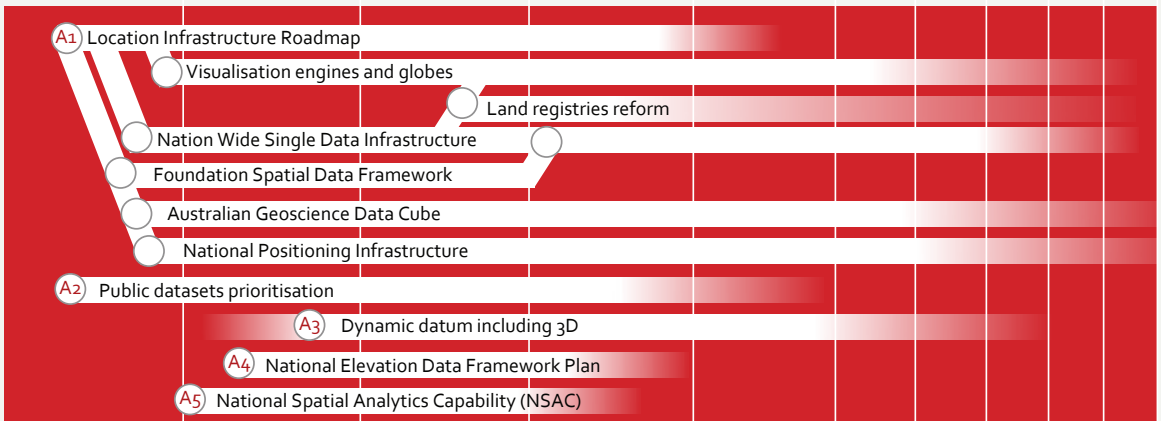 A1 Location Infrastructure Roadmap
Visualisation engines and globes
Land registries reform
Nation Wide Single Data Infrastructure
Foundation Spatial Data Framework
Australian Geoscience Data Cube
National Positioning Infrastructure
A2 Public datasets prioritisation
A3 Dynamic datum including 3D
A4 National Elevation Data Framework Plan
A5 National Spatial Analytics Capability (NSAC)